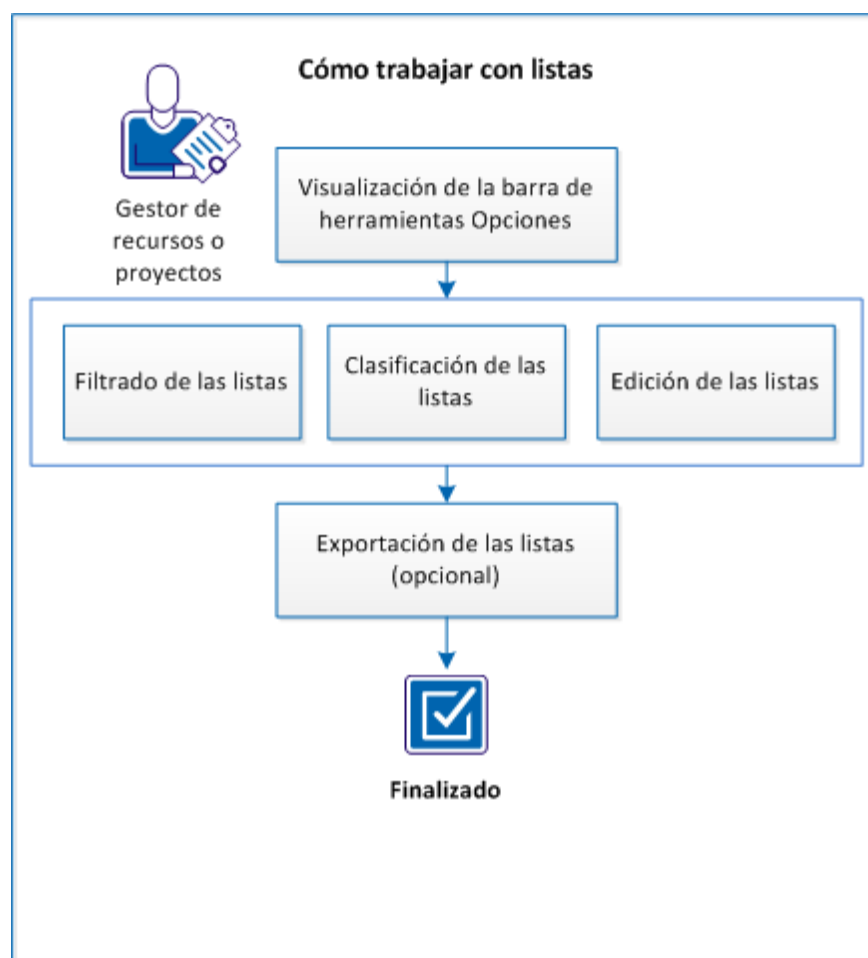 Cómo trabajar con listas
Gestor de
recursos o
proyectos
Visualización de la barra de
herramientas Opciones
Filtrado de las listas
Clasificación de las
listas
Edición de las listas
Exportación de las listas
(opcional)
Finalizado